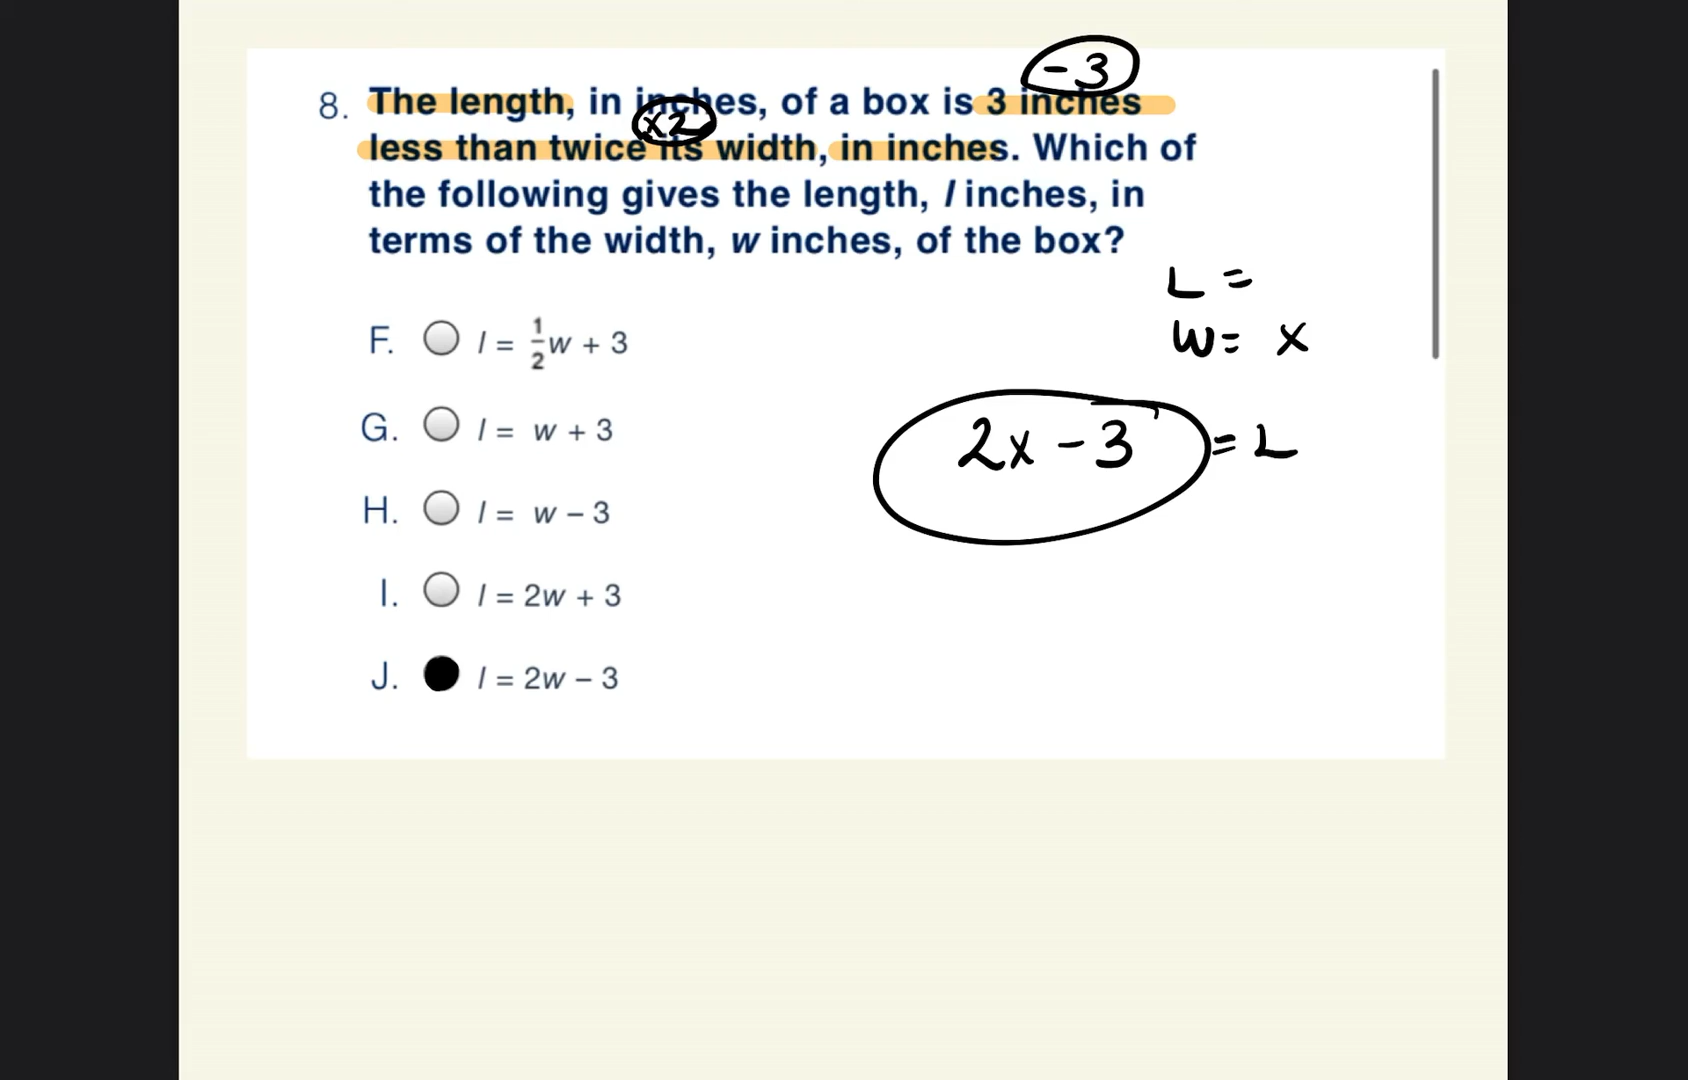 -3
8. The length, in inches, of a box is 3 inches
x2
less than twice its width, in inches. Which of
the following gives the length, l inches, in
terms of the width, w inches, of the box?
L =
W = x
F. l = 1/2 w + 3
G. l = w + 3
2x - 3 = L
H. l = w – 3
I. l = 2w + 3
J. l = 2w – 3